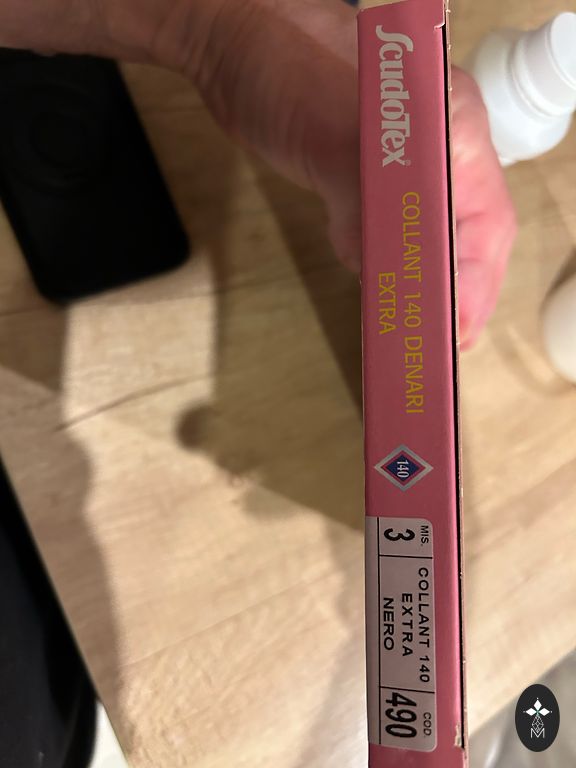 ScudoTex®
COLLANT 140 DENARI
EXTRA
140
MIS.
3
COLLANT 140
EXTRA
NERO
COD.
490
M